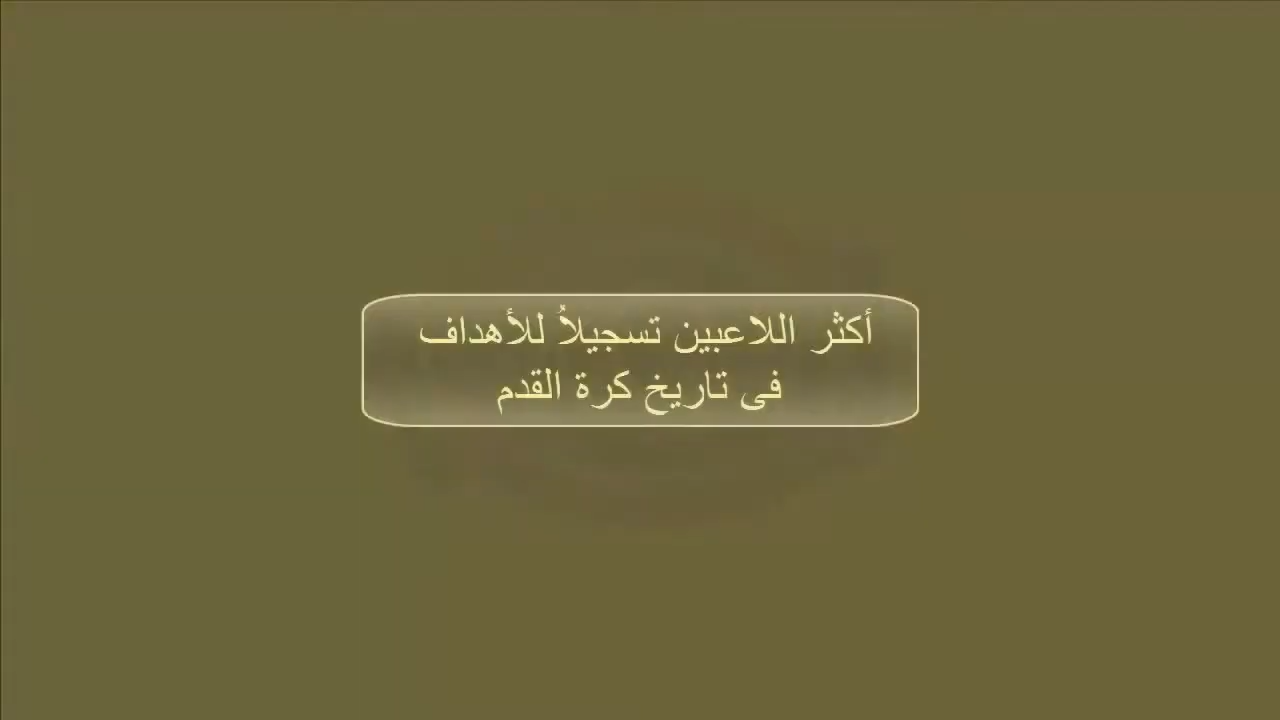 أكثر اللاعبين تسجيلاُ للأهداف
فى تاريخ كرة القدم